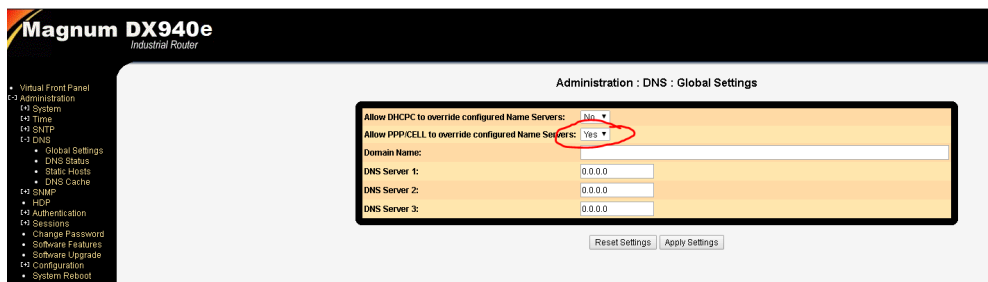 Magnum DX940e
Industrial Router
Virtual Front Panel
[-] Administration
[+] System
[+] Time
[+] SNTP
[-] DNS
Global Settings
DNS Status
Static Hosts
DNS Cache
[+] SNMP
HDP
[+] Authentication
[+] Sessions
Change Password
Software Features
Software Upgrade
[+] Configuration
System Reboot
Administration : DNS : Global Settings
Allow DHCPC to override configured Name Servers: No
Allow PPP/CELL to override configured Name Servers: Yes
Domain Name:
DNS Server 1: 0.0.0.0
DNS Server 2: 0.0.0.0
DNS Server 3: 0.0.0.0
Reset Settings Apply Settings